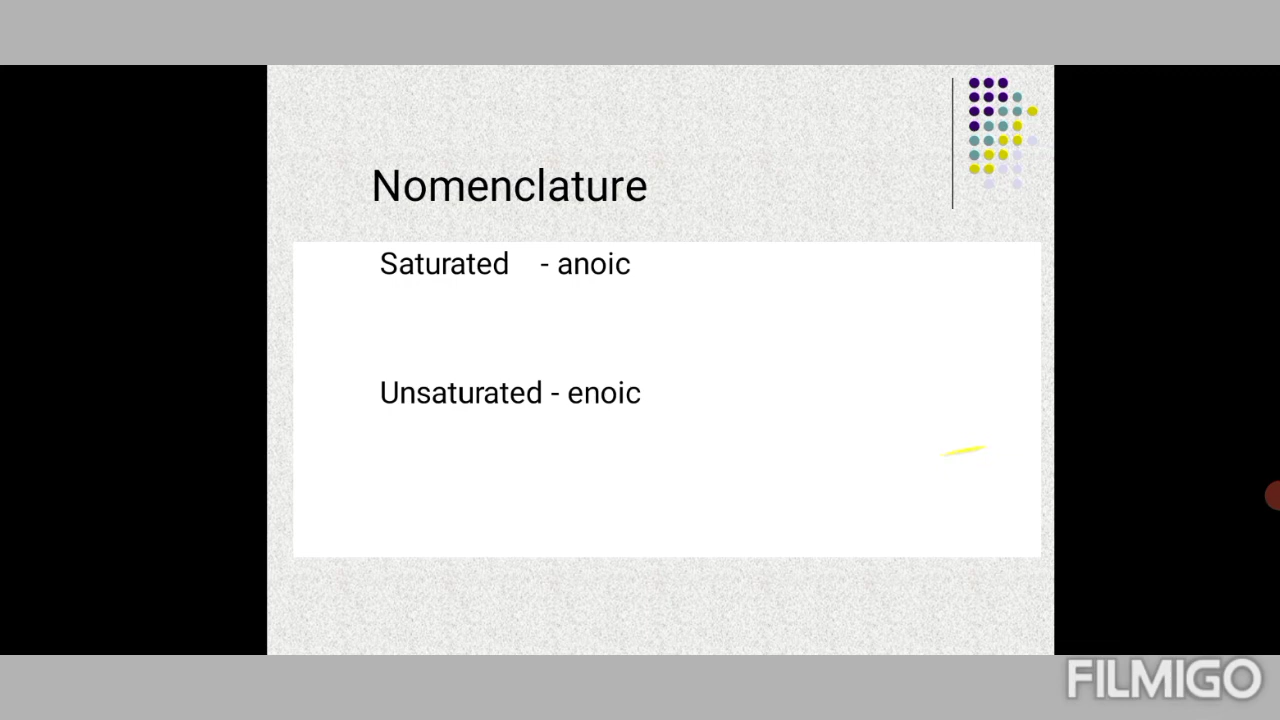 Nomenclature
Saturated - anoic
Unsaturated - enoic
FILMIGO